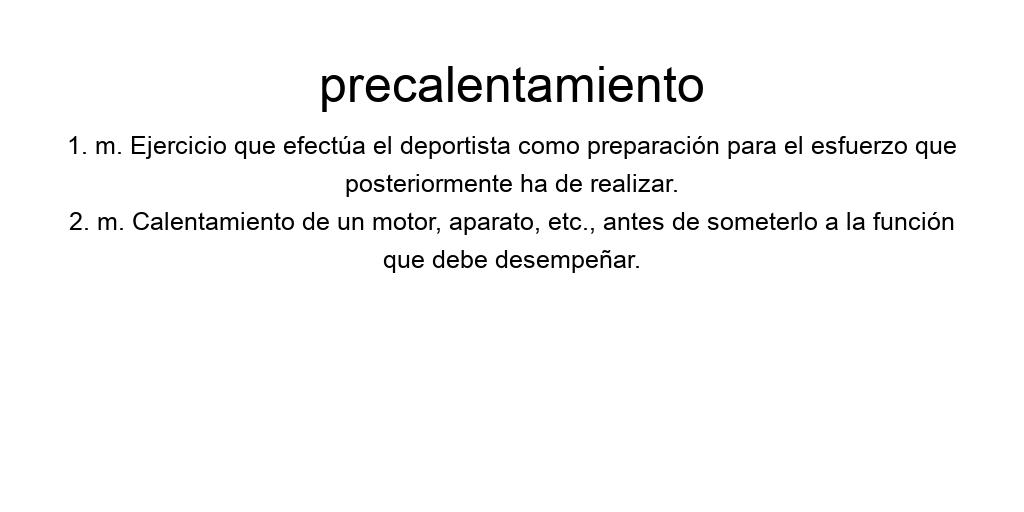 precalentamiento
1. m. Ejercicio que efectúa el deportista como preparación para el esfuerzo que
posteriormente ha de realizar.
2. m. Calentamiento de un motor, aparato, etc., antes de someterlo a la función
que debe desempeñar.